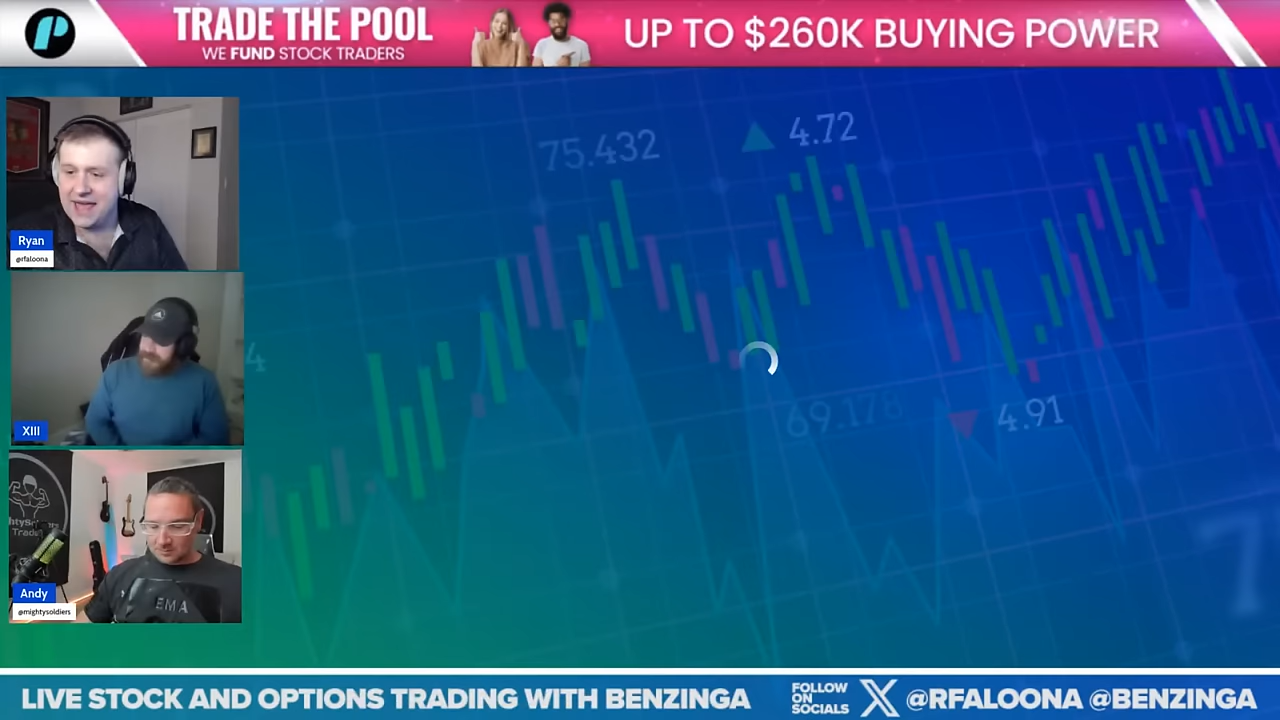 TRADE THE POOL
WE FUND STOCK TRADERS
UP TO $260K BUYING POWER
75.432
4.72
Ryan
@rfaloona
4
69.178
4.91
XIII
Andy
@mightysoldiers
EMA
7
LIVE STOCK AND OPTIONS TRADING WITH BENZINGA
FOLLOW
ON
SOCIALS
X @RFALOONA @BENZINGA